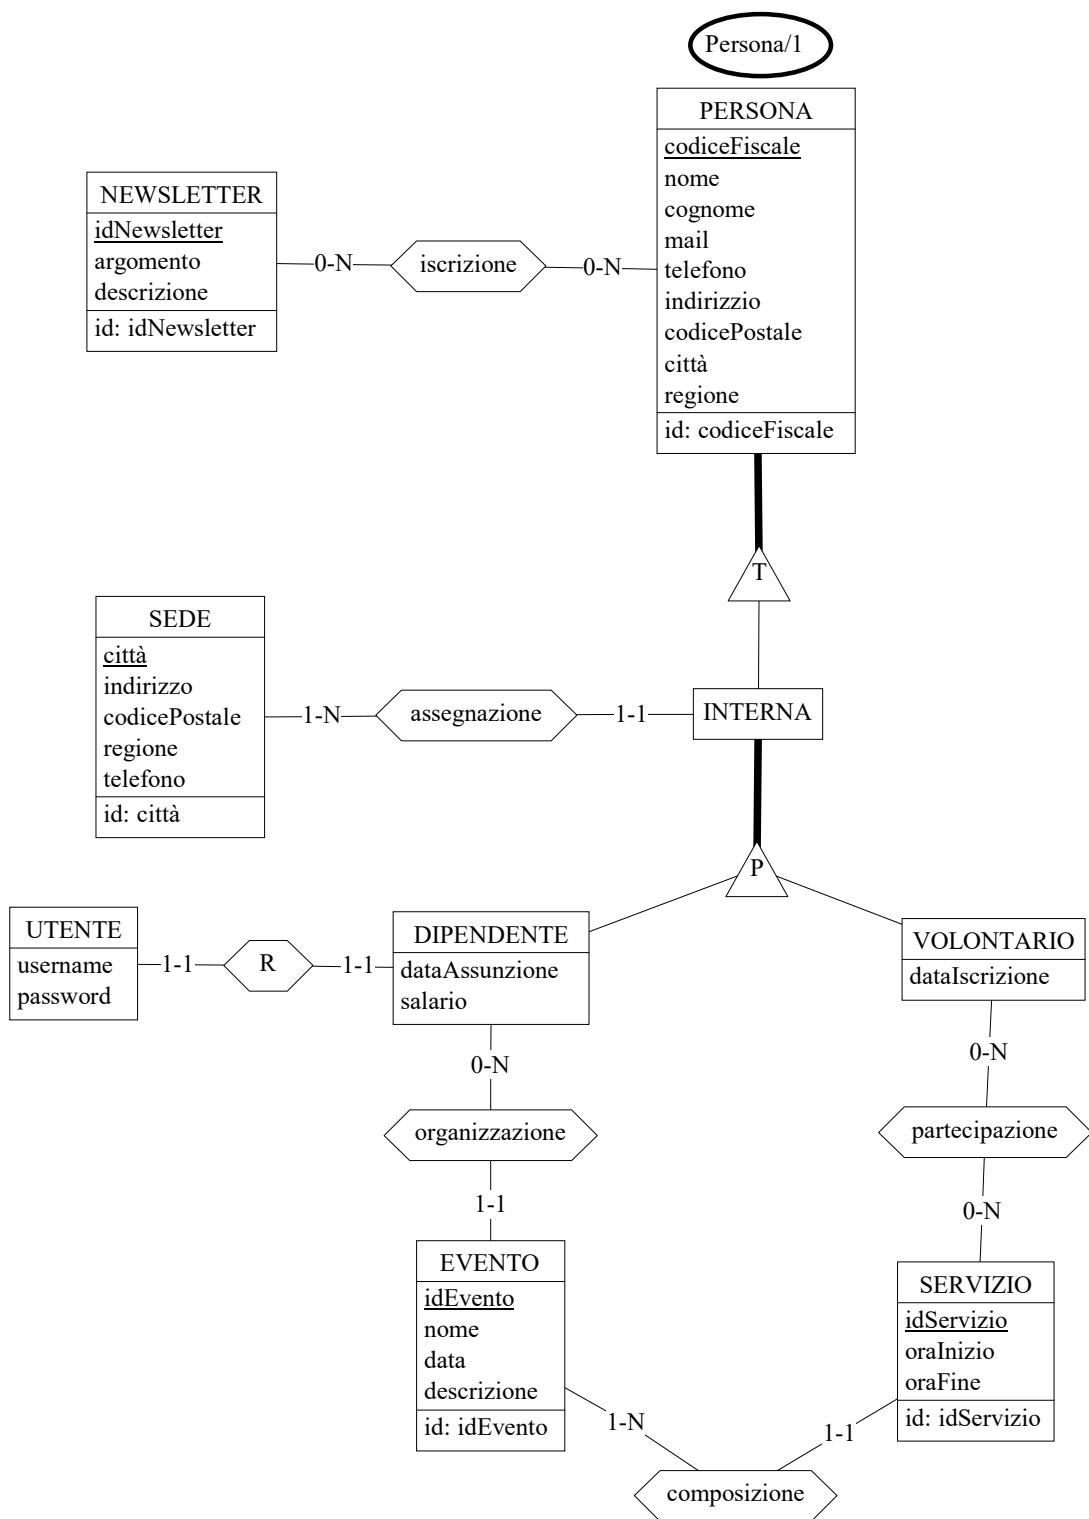 Persona/1
PERSONA
codiceFiscale
nome
cognome
mail
telefono
indirizzio
codicePostale
città
regione
id: codiceFiscale
NEWSLETTER
idNewsletter
argomento
descrizione
id: idNewsletter
0-N
iscrizione
0-N
T
SEDE
città
indirizzo
codicePostale
regione
telefono
id: città
1-N
assegnazione
1-1
INTERNA
P
UTENTE
username
password
1-1
R
1-1
DIPENDENTE
dataAssunzione
salario
VOLONTARIO
dataIscrizione
0-N
organizzazione
1-1
0-N
partecipazione
0-N
EVENTO
idEvento
nome
data
descrizione
id: idEvento
SERVIZIO
idServizio
oraInizio
oraFine
id: idServizio
1-N
composizione
1-1